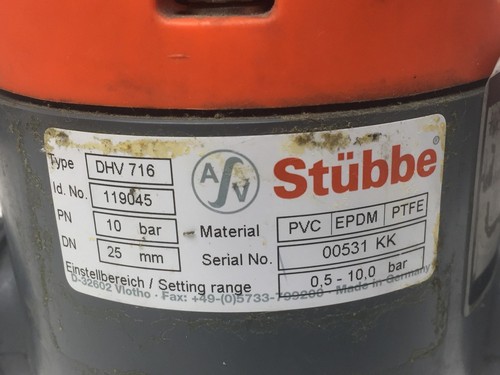 Type DHV 716
ASV Stübbe®
Id. No. 119045
PN 10 bar
Material PVC EPDM PTFE
DN 25 mm
Serial No. 00531 KK
Einstellbereich / Setting range 0,5 - 10,0 bar
D-32602 Vlotho · Fax: +49-(0)5733-799200 · Made in Germany